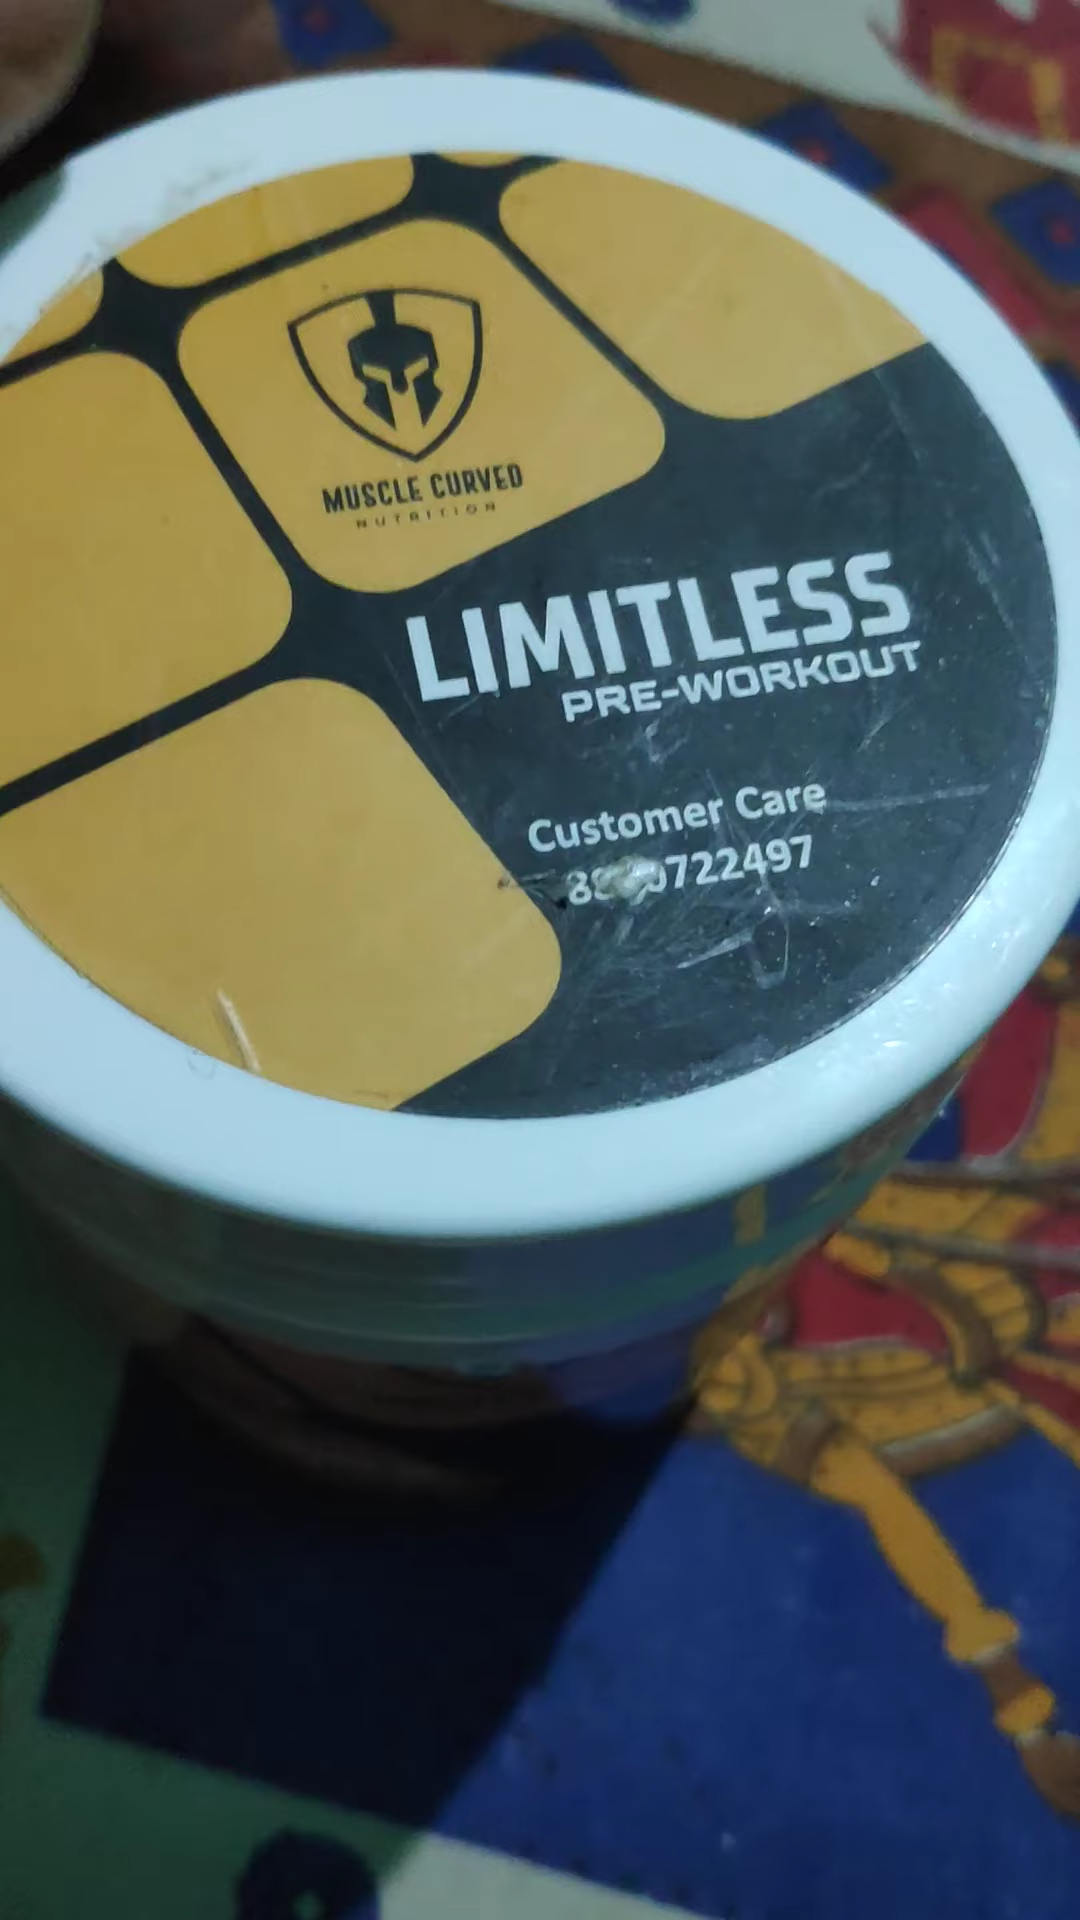 MUSCLE CURVED
NUTRITION
LIMITLESS
PRE-WORKOUT
Customer Care